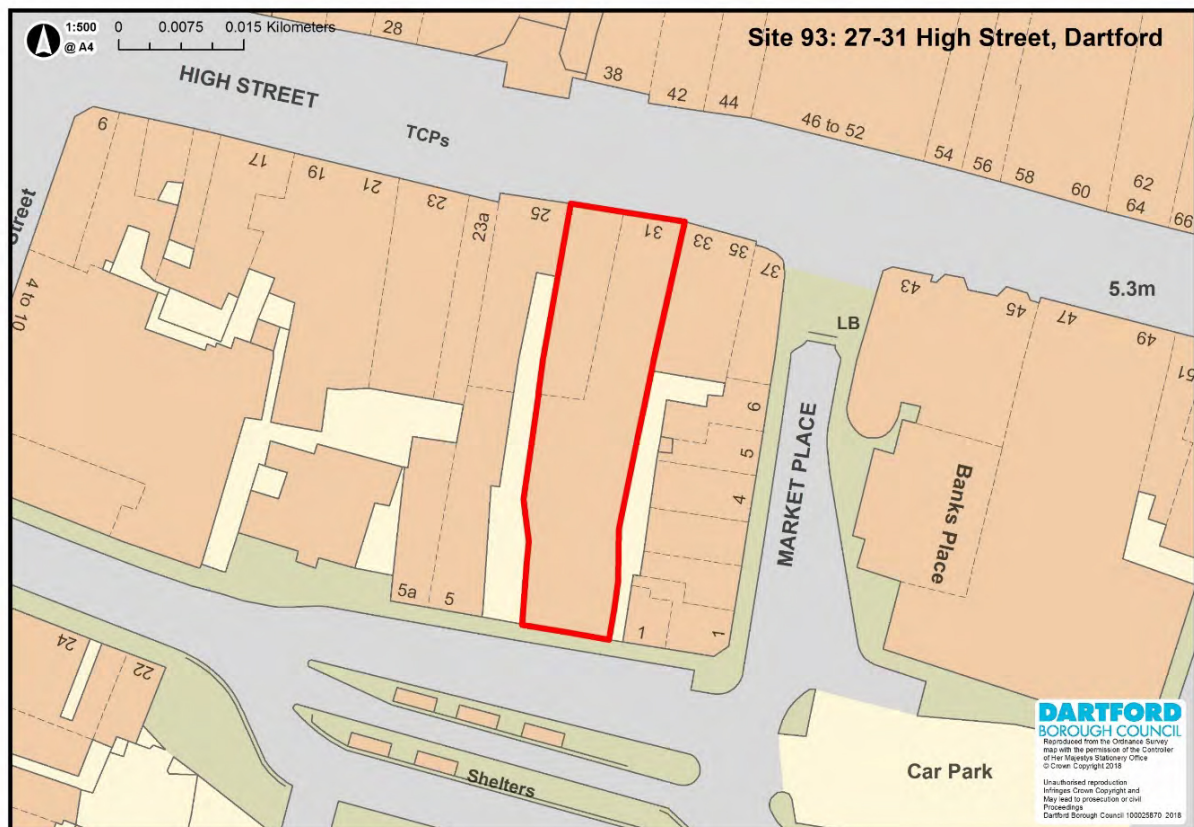 1:500
@ A4
0 0.0075 0.015 Kilometers
Site 93: 27-31 High Street, Dartford
28
38
42
44
46 to 52
54
56
58
60
62
64
66
HIGH STREET
TCPs
9
17
19
21
23
23a
25
31
33
35
37
43
45
47
49
51
5.3m
LB
Street
4 to 10
MARKET PLACE
Banks Place
6
5
4
1
1
5a
5
24
22
Shelters
Car Park
DARTFORD
BOROUGH COUNCIL
Reproduced from the Ordnance Survey
map with the permission of the Controller
of Her Majestys Stationery Office
© Crown Copyright 2018
Unauthorised reproduction
Infringes Crown Copyright and
May lead to prosecution or civil
Proceedings
Dartford Borough Council 100025870 2018